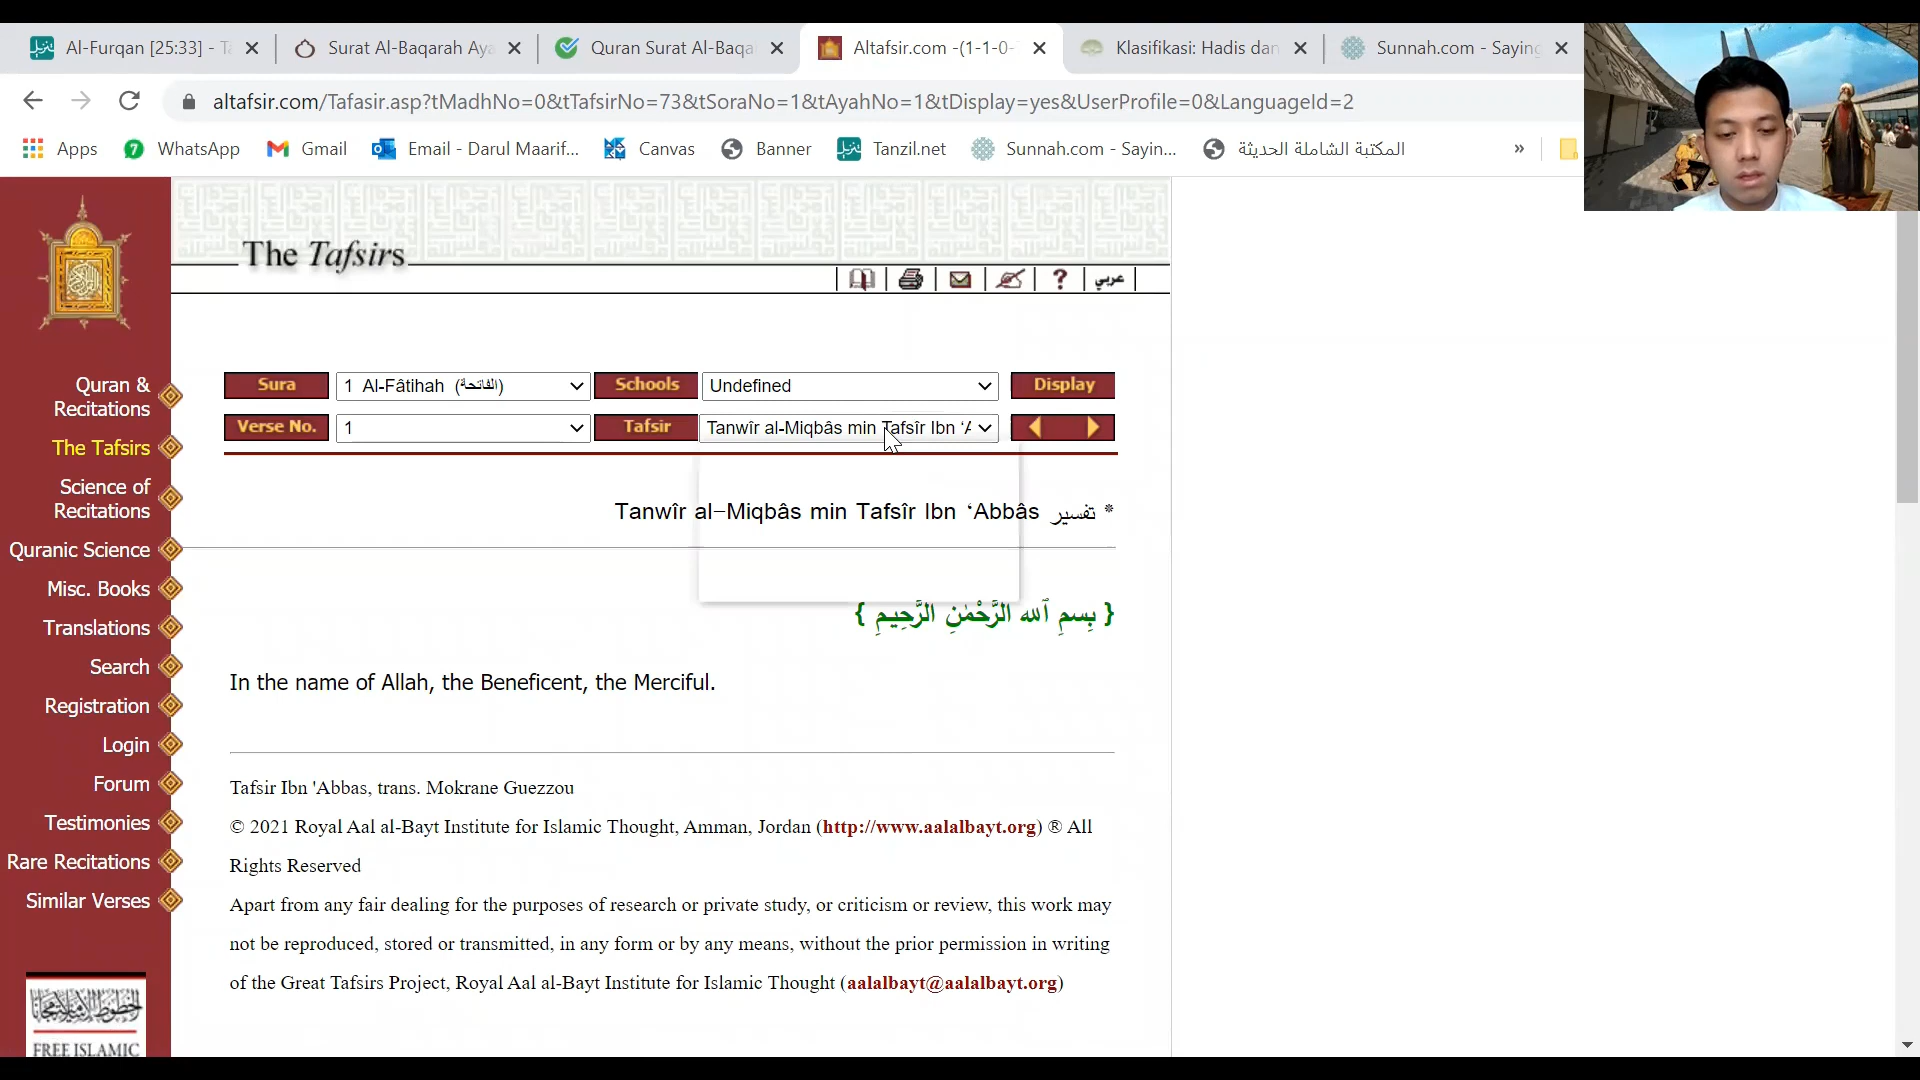 Al-Furqan [25:33] - Ta
Surat Al-Baqarah Aya
Quran Surat Al-Baqa
Altafsir.com -(1-1-0-
Klasifikasi: Hadis dan
Sunnah.com - Saying
altafsir.com/Tafasir.asp?tMadhNo=0&tTafsirNo=73&tSoraNo=1&tAyahNo=1&tDisplay=yes&UserProfile=0&LanguageId=2
Apps
WhatsApp
Gmail
Email - Darul Maarif...
Canvas
Banner
Tanzil.net
Sunnah.com - Sayin...
المكتبة الشاملة الحديثة
»
The Tafsirs
?
عربي
Quran &
Recitations
The Tafsirs
Science of
Recitations
Quranic Science
Misc. Books
Translations
Search
Registration
Login
Forum
Testimonies
Rare Recitations
Similar Verses
FREE ISLAMIC
Sura
1 Al-Fâtihah (الفاتحة)
Schools
Undefined
Display
Verse No.
1
Tafsir
Tanwîr al-Miqbâs min Tafsîr Ibn ‘A
* تفسير Tanwîr al-Miqbâs min Tafsîr Ibn ‘Abbâs
{ بِسمِ ٱلله الرَّحْمٰنِ الرَّحِيمِ }
In the name of Allah, the Beneficent, the Merciful.
Tafsir Ibn 'Abbas, trans. Mokrane Guezzou
© 2021 Royal Aal al-Bayt Institute for Islamic Thought, Amman, Jordan (http://www.aalalbayt.org) ® All
Rights Reserved
Apart from any fair dealing for the purposes of research or private study, or criticism or review, this work may
not be reproduced, stored or transmitted, in any form or by any means, without the prior permission in writing
of the Great Tafsirs Project, Royal Aal al-Bayt Institute for Islamic Thought (aalalbayt@aalalbayt.org)